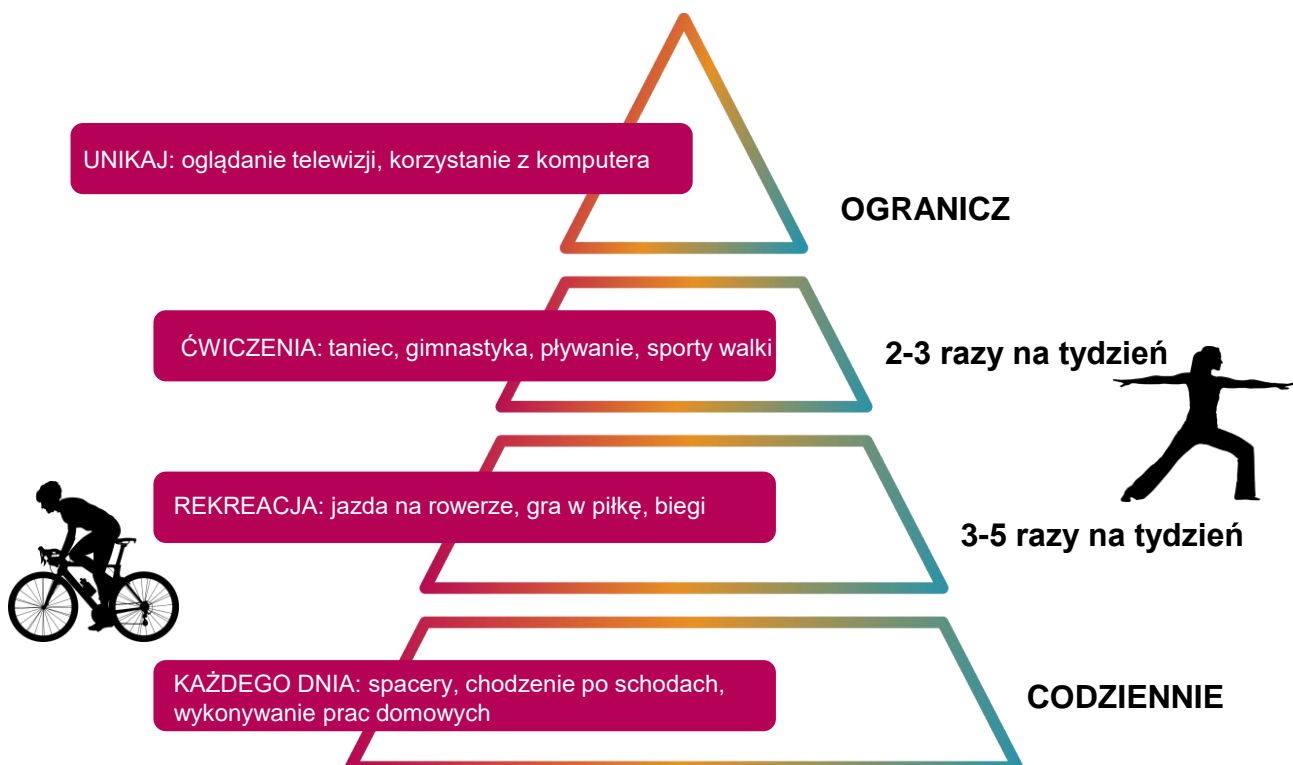 UNIKAJ: oglądanie telewizji, korzystanie z komputera
OGRANICZ
ĆWICZENIA: taniec, gimnastyka, pływanie, sporty walki
2-3 razy na tydzień
REKREACJA: jazda na rowerze, gra w piłkę, biegi
3-5 razy na tydzień
KAŻDEGO DNIA: spacery, chodzenie po schodach,
wykonywanie prac domowych
CODZIENNIE